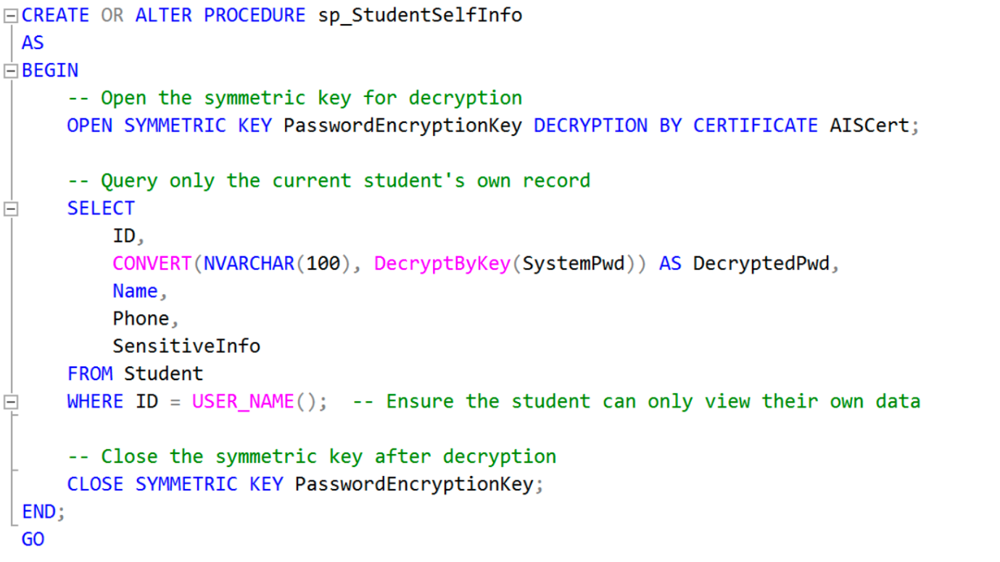 CREATE OR ALTER PROCEDURE sp_StudentSelfInfo
AS
BEGIN
    -- Open the symmetric key for decryption
    OPEN SYMMETRIC KEY PasswordEncryptionKey DECRYPTION BY CERTIFICATE AISCert;
    -- Query only the current student's own record
    SELECT
        ID,
        CONVERT(NVARCHAR(100), DecryptByKey(SystemPwd)) AS DecryptedPwd,
        Name,
        Phone,
        SensitiveInfo
    FROM Student
    WHERE ID = USER_NAME();  -- Ensure the student can only view their own data
    -- Close the symmetric key after decryption
    CLOSE SYMMETRIC KEY PasswordEncryptionKey;
END;
GO